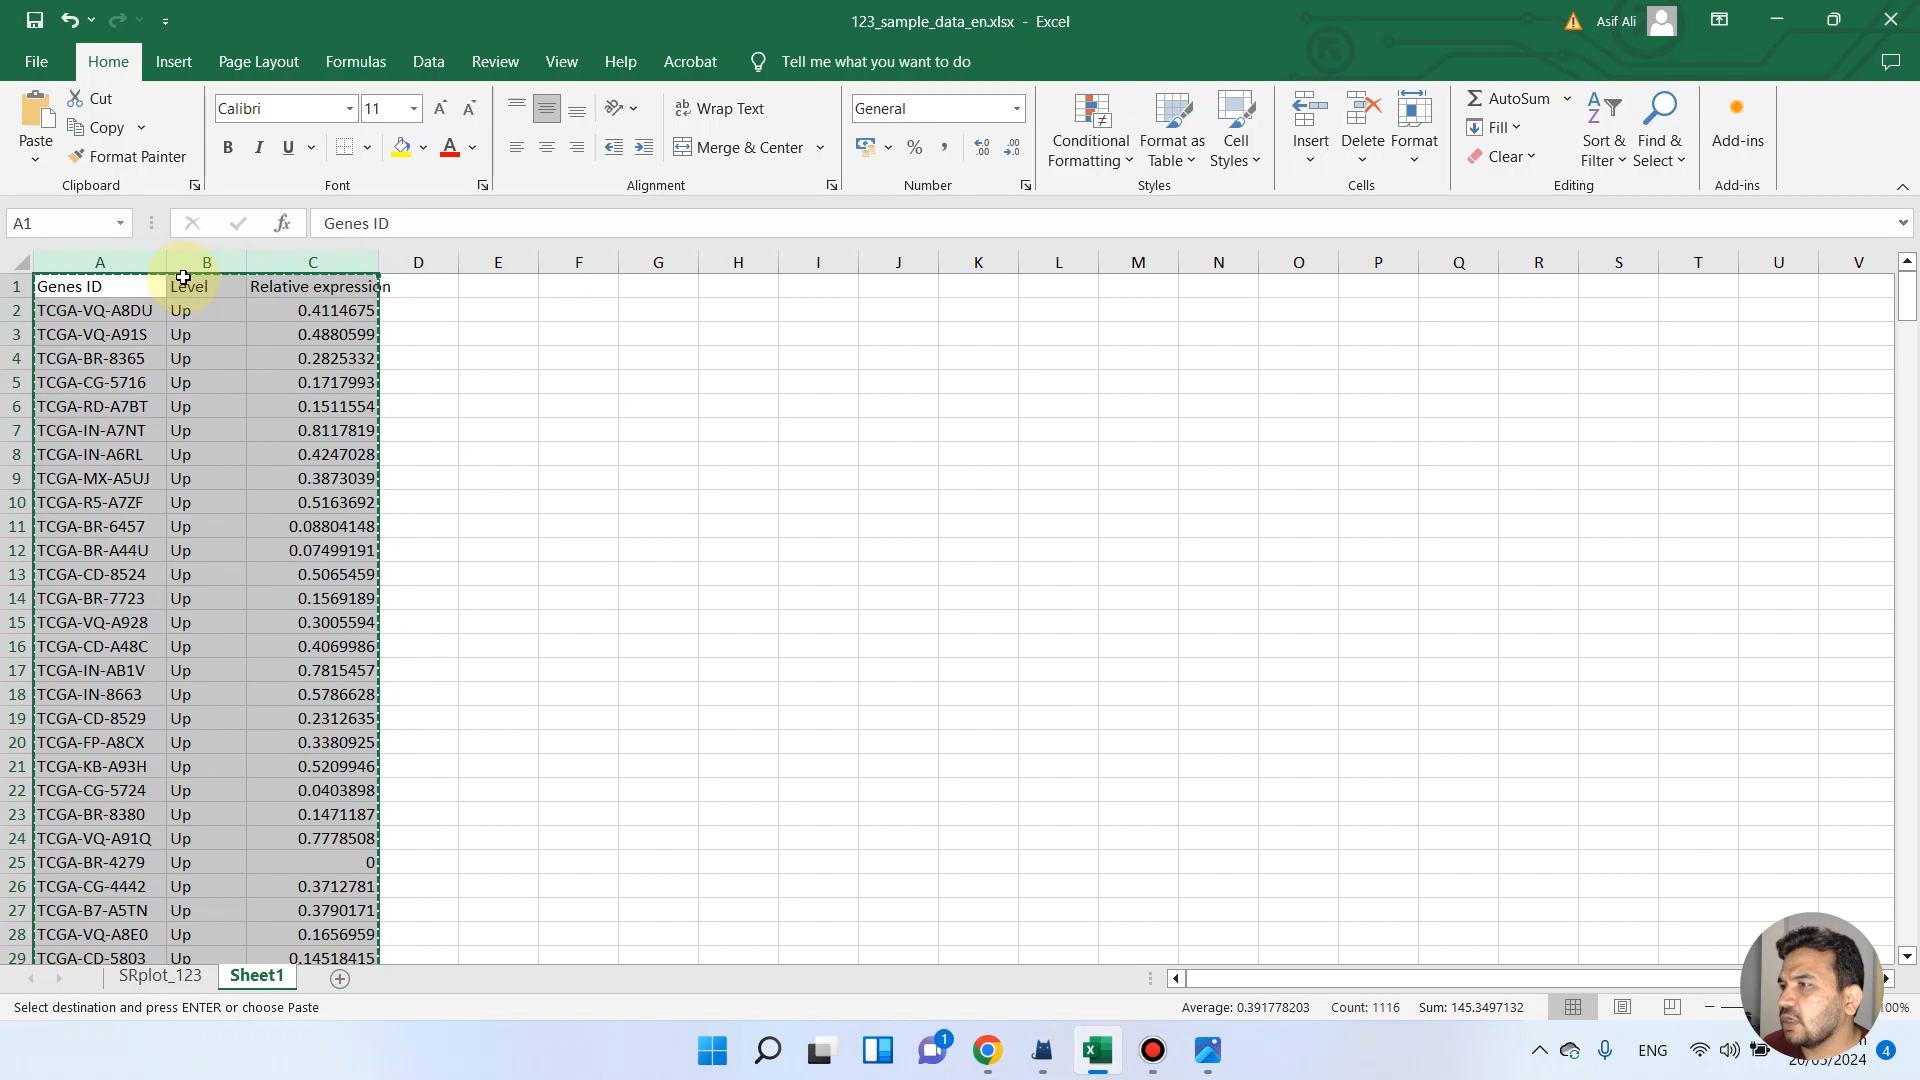 123_sample_data_en.xlsx - Excel
Asif Ali
File Home Insert Page Layout Formulas Data Review View Help Acrobat Tell me what you want to do
Paste
Cut
Copy
Format Painter
Clipboard
Calibri 11
B I U
Font
Wrap Text
Merge & Center
Alignment
General
Number
Conditional Formatting
Format as Table
Cell Styles
Styles
Insert Delete Format
Cells
AutoSum
Fill
Clear
Sort & Filter
Find & Select
Editing
Add-ins
Add-ins
A1 fx Genes ID
A B C D E F G H I J K L M N O P Q R S T U V
1 Genes ID Level Relative expression
2 TCGA-VQ-A8DU Up 0.4114675
3 TCGA-VQ-A91S Up 0.4880599
4 TCGA-BR-8365 Up 0.2825332
5 TCGA-CG-5716 Up 0.1717993
6 TCGA-RD-A7BT Up 0.1511554
7 TCGA-IN-A7NT Up 0.8117819
8 TCGA-IN-A6RL Up 0.4247028
9 TCGA-MX-A5UJ Up 0.3873039
10 TCGA-R5-A7ZF Up 0.5163692
11 TCGA-BR-6457 Up 0.08804148
12 TCGA-BR-A44U Up 0.07499191
13 TCGA-CD-8524 Up 0.5065459
14 TCGA-BR-7723 Up 0.1569189
15 TCGA-VQ-A928 Up 0.3005594
16 TCGA-CD-A48C Up 0.4069986
17 TCGA-IN-AB1V Up 0.7815457
18 TCGA-IN-8663 Up 0.5786628
19 TCGA-CD-8529 Up 0.2312635
20 TCGA-FP-A8CX Up 0.3380925
21 TCGA-KB-A93H Up 0.5209946
22 TCGA-CG-5724 Up 0.0403898
23 TCGA-BR-8380 Up 0.1471187
24 TCGA-VQ-A91Q Up 0.7778508
25 TCGA-BR-4279 Up 0
26 TCGA-CG-4442 Up 0.3712781
27 TCGA-B7-A5TN Up 0.3790171
28 TCGA-VQ-A8E0 Up 0.1656959
29 TCGA-CD-5803 Up 0.14518415
SRplot_123 Sheet1
Select destination and press ENTER or choose Paste Average: 0.391778203 Count: 1116 Sum: 145.3497132 100%
1
ENG
20/05/2024
4